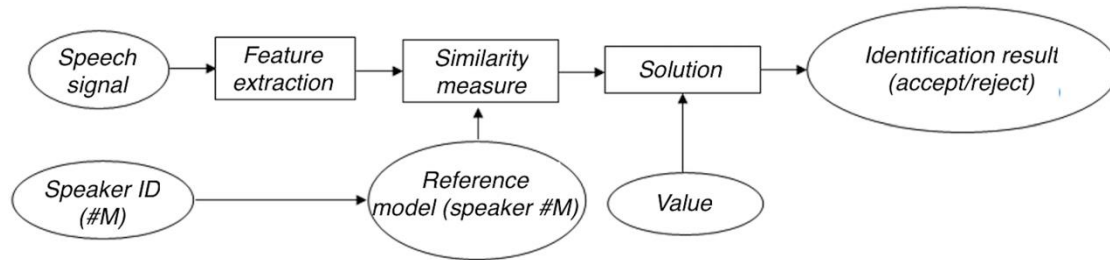 Speech
signal
Feature
extraction
Similarity
measure
Solution
Identification result
(accept/reject)
Speaker ID
(#M)
Reference
model (speaker #M)
Value